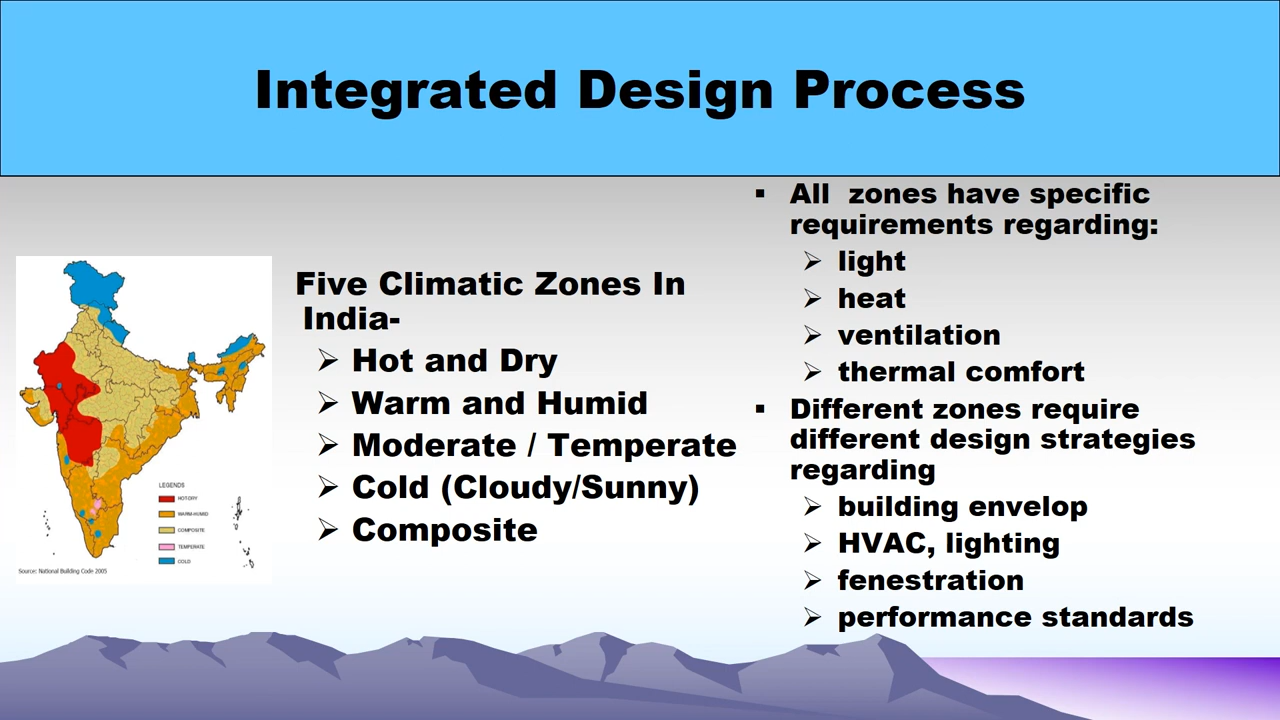 Integrated Design Process
Five Climatic Zones In
India-
Hot and Dry
Warm and Humid
Moderate / Temperate
Cold (Cloudy/Sunny)
Composite
All zones have specific
requirements regarding:
light
heat
ventilation
thermal comfort
Different zones require
different design strategies
regarding
building envelop
HVAC, lighting
fenestration
performance standards
LEGENDS
HOT-DRY
WARM-HUMID
COMPOSITE
TEMPERATE
COLD
Source: National Building Code 2005